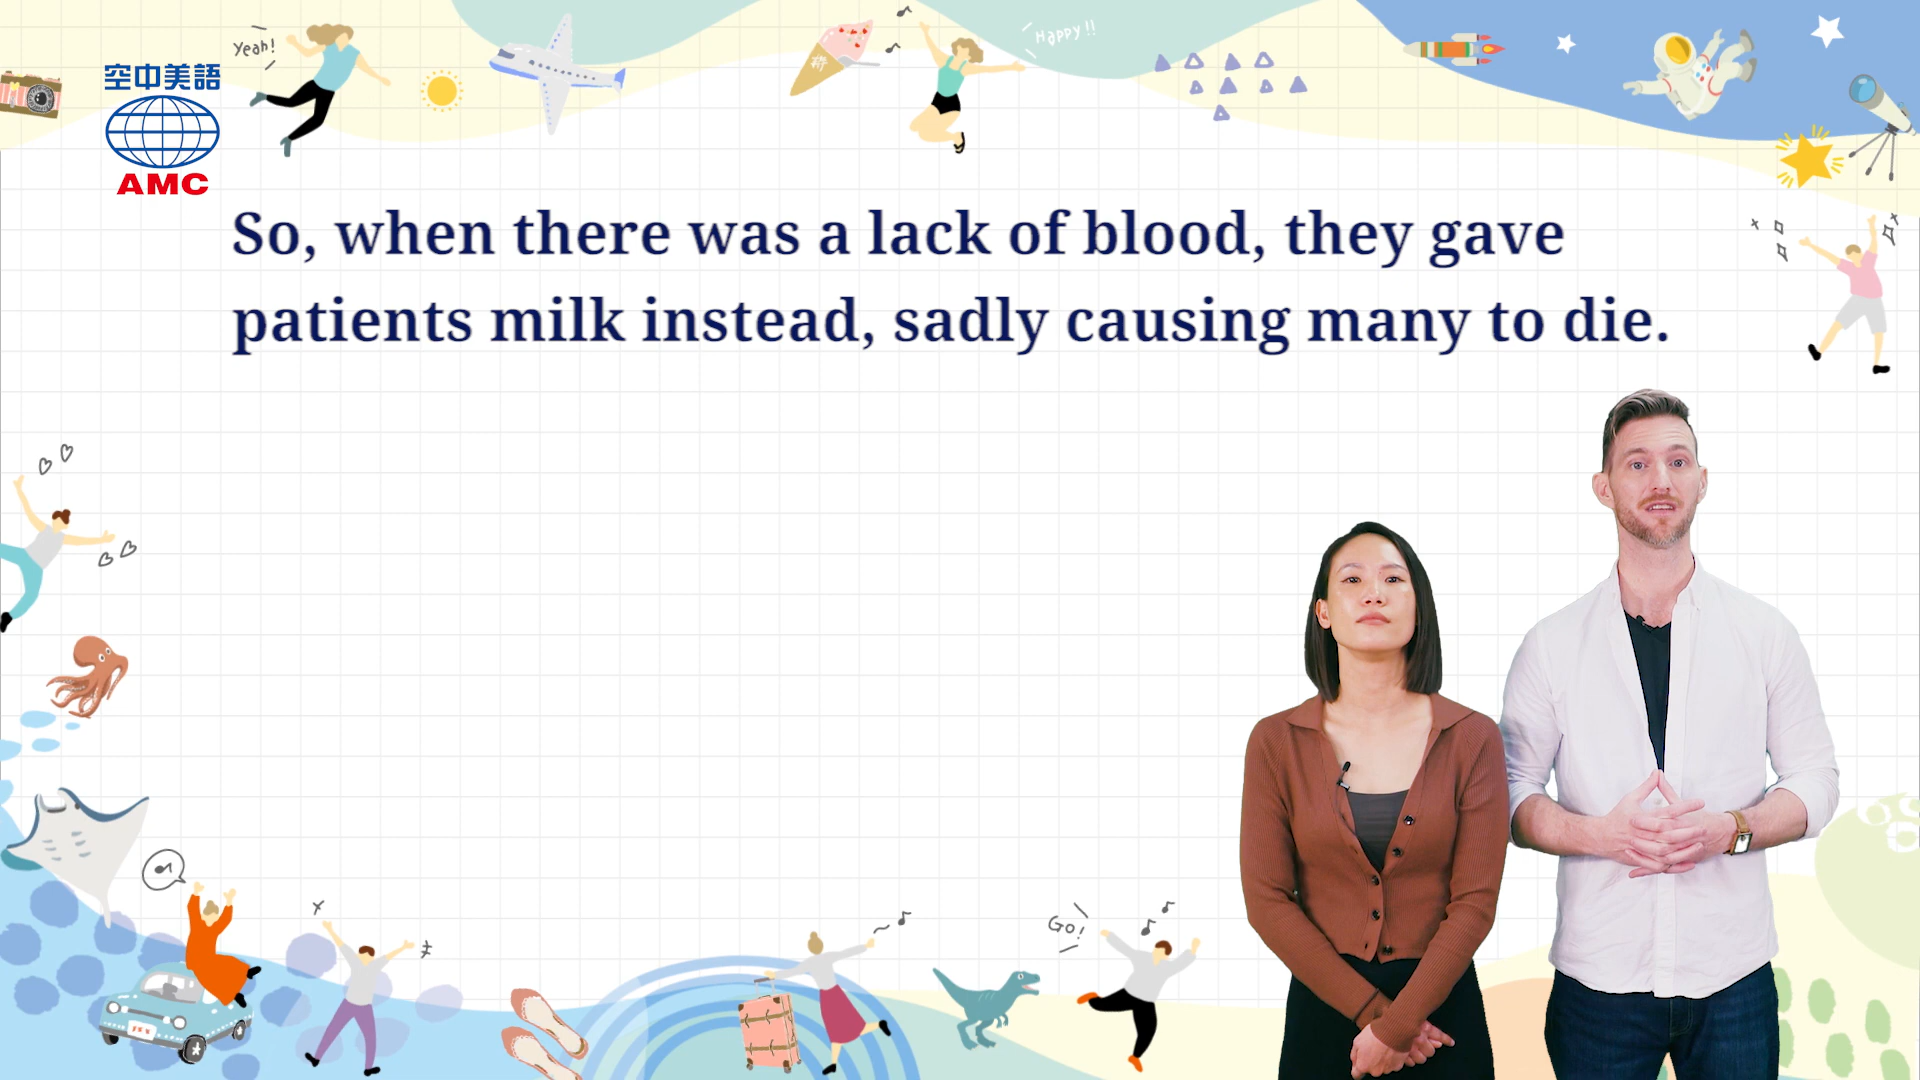 Yeah!
Happy!!
空中美語
AMC
So, when there was a lack of blood, they gave
patients milk instead, sadly causing many to die.
Go!